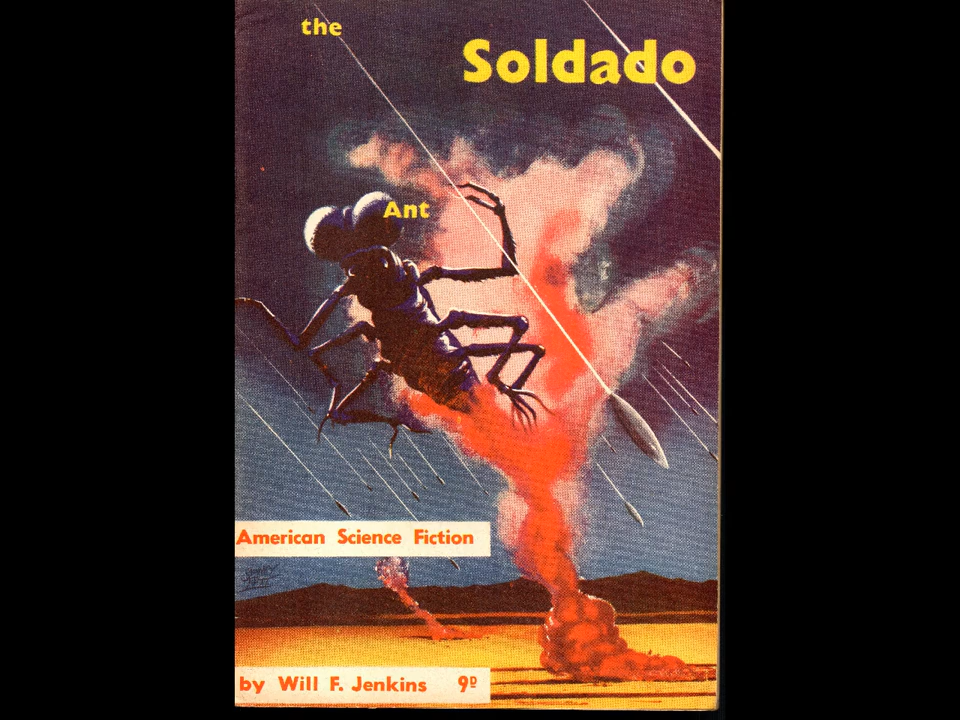 the
Soldado
Ant
American Science Fiction
by Will F. Jenkins 9D